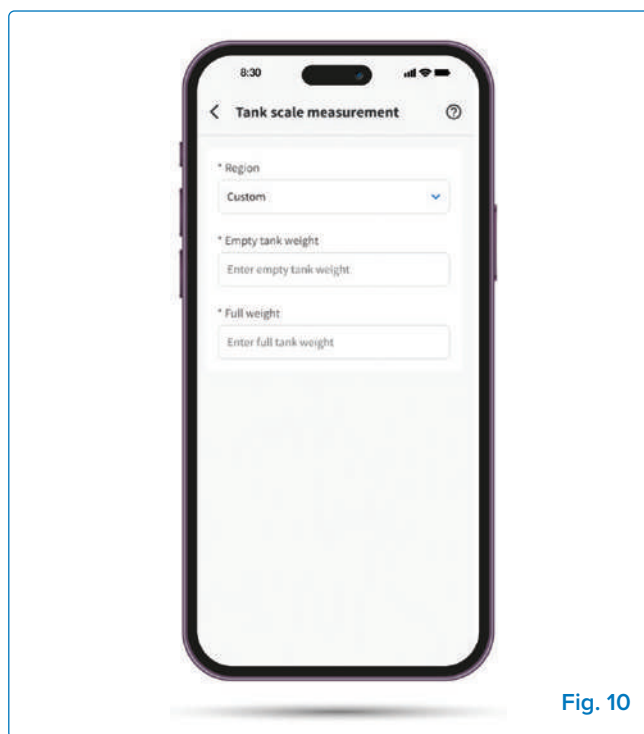 8:30
Tank scale measurement
* Region
Custom
* Empty tank weight
Enter empty tank weight
* Full weight
Enter full tank weight
Fig. 10